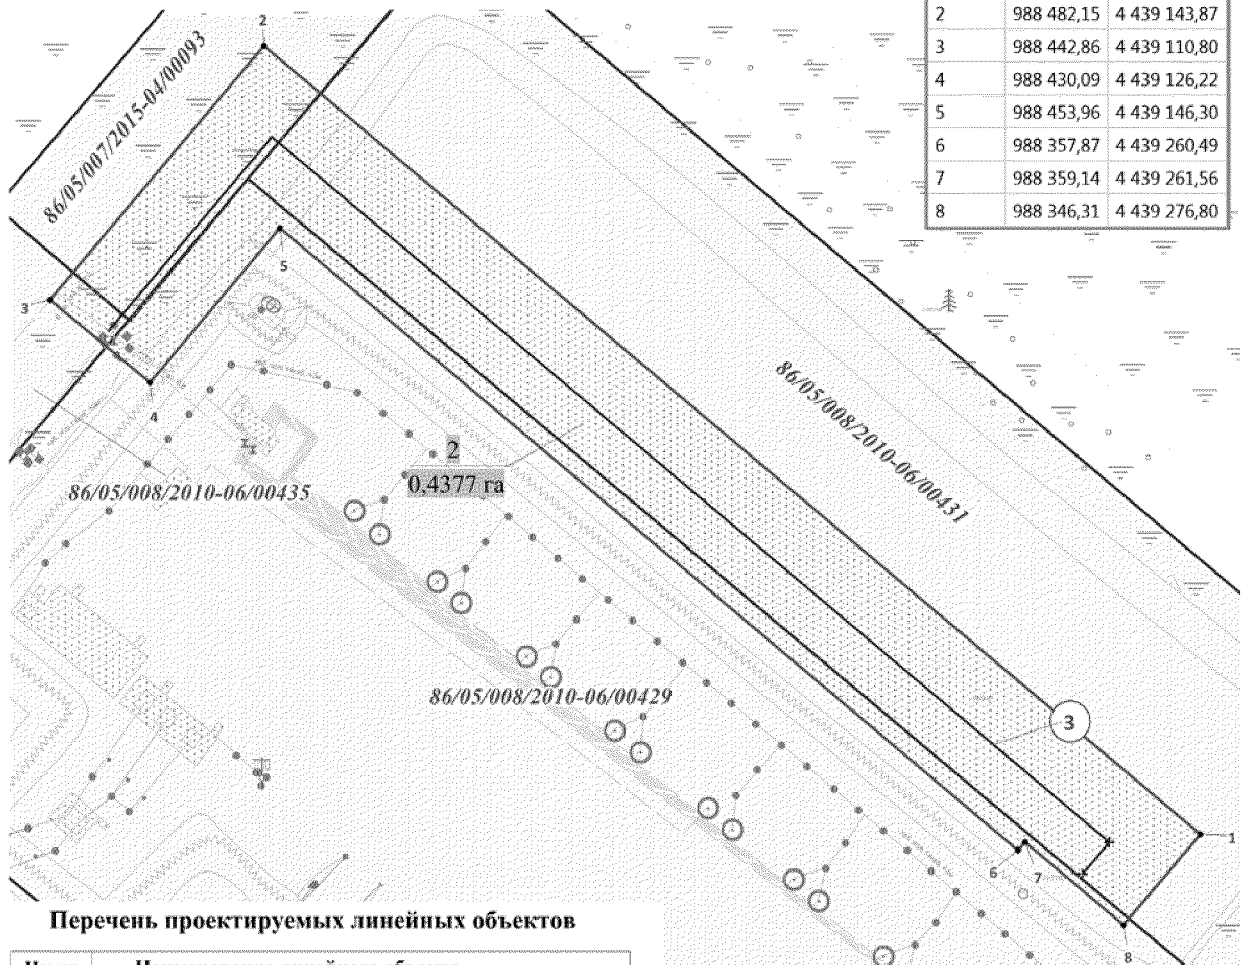 2 988 482,15 4 439 143,87
3 988 442,86 4 439 110,80
4 988 430,09 4 439 126,22
5 988 453,96 4 439 146,30
6 988 357,87 4 439 260,49
7 988 359,14 4 439 261,56
8 988 346,31 4 439 276,80
2
86/05/007/2015-04/00093
5
3
4
86/05/008/2010-06/00431
2
0,4377 га
86/05/008/2010-06/00435
86/05/008/2010-06/00429
3
1
6
7
8
Перечень проектируемых линейных объектов